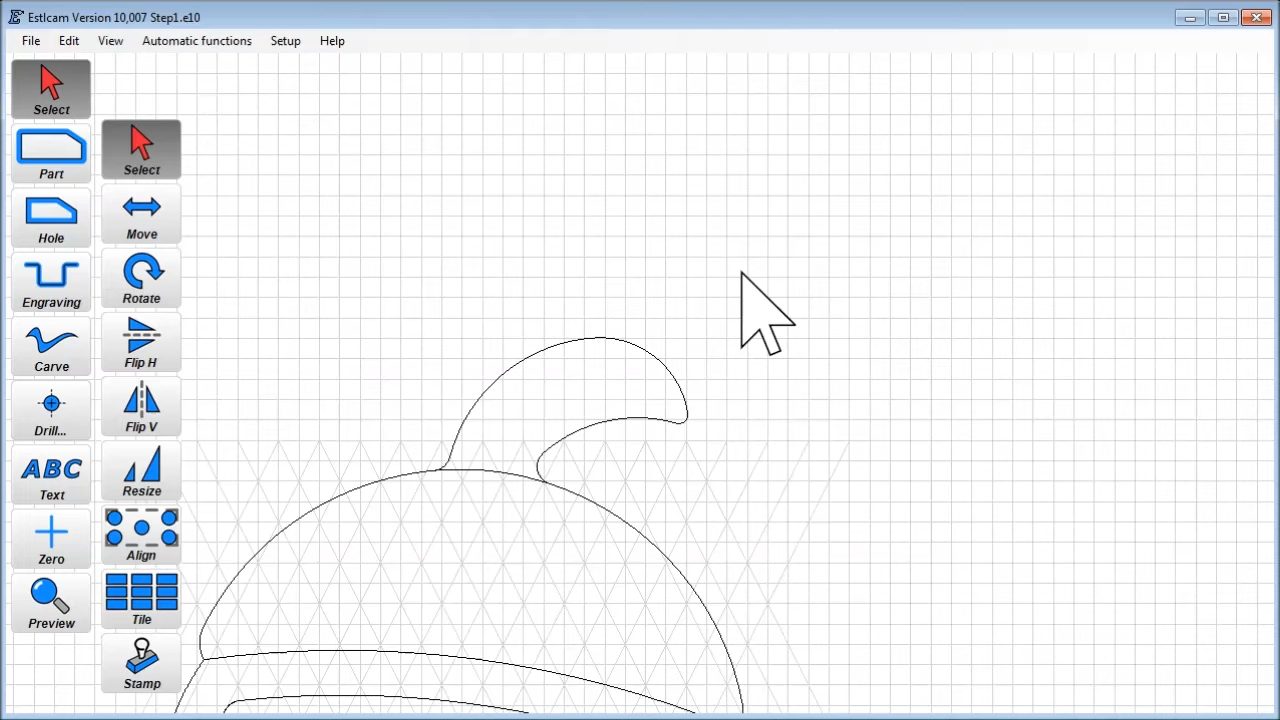 Estlcam Version 10,007 Step1.e10
File Edit View Automatic functions Setup Help
Select
Part
Hole
Engraving
Carve
Drill...
ABC
Text
Zero
Preview
Select
Move
Rotate
Flip H
Flip V
Resize
Align
Tile
Stamp